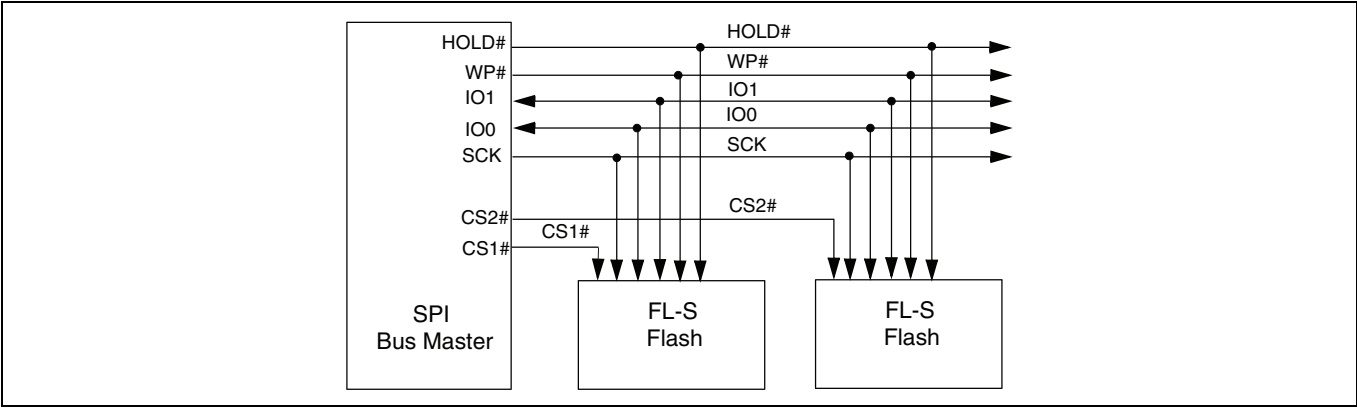 HOLD#
HOLD#
WP#
WP#
IO1
IO1
IO0
IO0
SCK
SCK
CS2#
CS2#
CS1#
CS1#
SPI
Bus Master
FL-S
Flash
FL-S
Flash